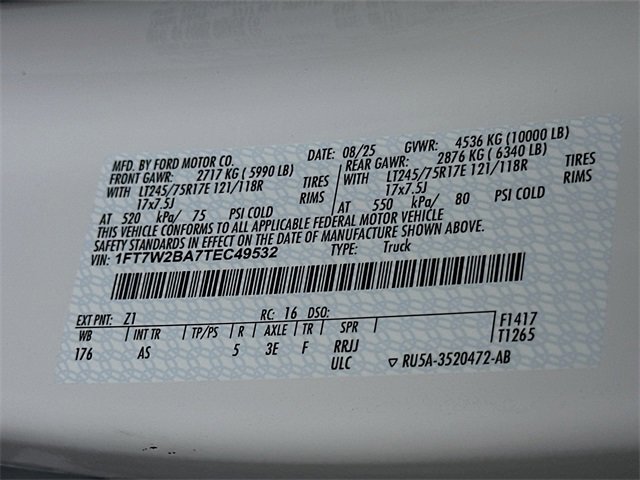 MFD. BY FORD MOTOR CO. DATE: 08/25 GVWR: 4536 KG (10000 LB)
FRONT GAWR: 2717 KG (5990 LB) REAR GAWR: 2876 KG (6340 LB)
WITH LT245/75R17E 121/118R TIRES WITH LT245/75R17E 121/118R TIRES
17x7.5J RIMS 17x7.5J RIMS
AT 520 kPa/ 75 PSI COLD AT 550 kPa/ 80 PSI COLD
THIS VEHICLE CONFORMS TO ALL APPLICABLE FEDERAL MOTOR VEHICLE
SAFETY STANDARDS IN EFFECT ON THE DATE OF MANUFACTURE SHOWN ABOVE.
VIN: 1FT7W2BA7TEC49532 TYPE: Truck
EXT PNT: Z1 RC: 16 DSO: F1417
WB INT TR TP/PS R AXLE TR SPR T1265
176 AS 5 3E F RRJJ
ULC ▽ RU5A-3520472-AB